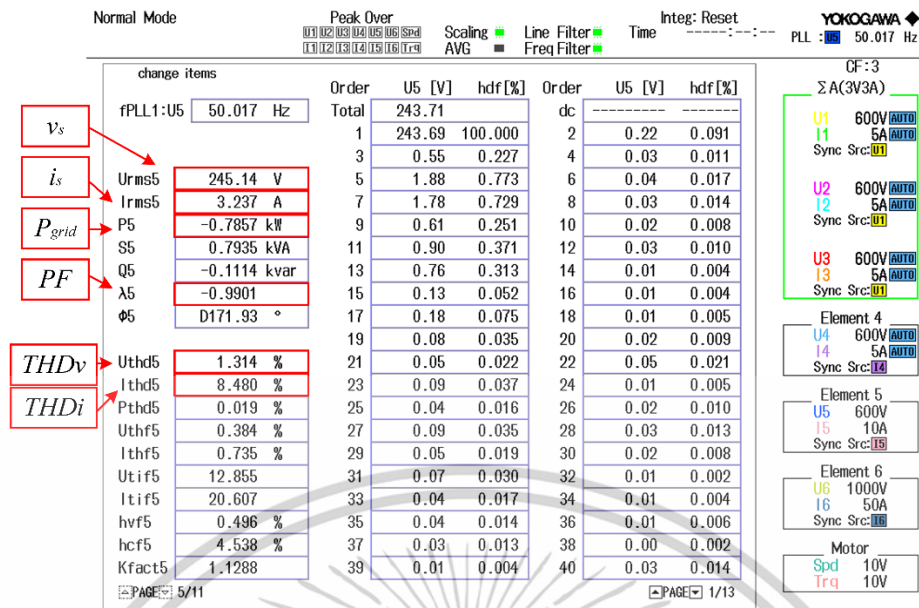 Normal Mode
Peak Over
U1 U2 U3 U4 U5 U6 Spd
I1 I2 I3 I4 I5 I6 Trq
Scaling
AVG
Line Filter
Freq Filter
Integ: Reset
Time -----:--:--
YOKOGAWA
PLL : U5 50.017 Hz
change items
fPLL1:U5 50.017 Hz
vs
is
Pgrid
PF
THDv
THDi
Urms5 245.14 V
Irms5 3.237 A
P5 -0.7857 kW
S5 0.7935 kVA
Q5 -0.1114 kvar
λ5 -0.9901
Φ5 D171.93 °
Uthd5 1.314 %
Ithd5 8.480 %
Pthd5 0.019 %
Uthf5 0.384 %
Ithf5 0.735 %
Utif5 12.855
Itif5 20.607
hvf5 0.496 %
hcf5 4.538 %
Kfact5 1.1288
PAGE 5/11
Order U5 [V] hdf[%] Order U5 [V] hdf[%]
Total 243.71 dc -------- -------
1 243.69 100.000 2 0.22 0.091
3 0.55 0.227 4 0.03 0.011
5 1.88 0.773 6 0.04 0.017
7 1.78 0.729 8 0.03 0.014
9 0.61 0.251 10 0.02 0.008
11 0.90 0.371 12 0.03 0.010
13 0.76 0.313 14 0.01 0.004
15 0.13 0.052 16 0.01 0.004
17 0.18 0.075 18 0.01 0.005
19 0.08 0.035 20 0.02 0.009
21 0.05 0.022 22 0.05 0.021
23 0.09 0.037 24 0.01 0.005
25 0.04 0.016 26 0.02 0.010
27 0.09 0.035 28 0.03 0.013
29 0.05 0.019 30 0.02 0.008
31 0.07 0.030 32 0.01 0.002
33 0.04 0.017 34 0.01 0.004
35 0.04 0.014 36 0.01 0.006
37 0.03 0.013 38 0.00 0.002
39 0.01 0.004 40 0.03 0.014
PAGE 1/13
CF:3
ΣA(3V3A)
U1 600V AUTO
I1 5A AUTO
Sync Src: U1
U2 600V AUTO
I2 5A AUTO
Sync Src: U1
U3 600V AUTO
I3 5A AUTO
Sync Src: U1
Element 4
U4 600V AUTO
I4 5A AUTO
Sync Src: I4
Element 5
U5 600V
I5 10A
Sync Src: I5
Element 6
U6 1000V
I6 50A
Sync Src: I6
Motor
Spd 10V
Trq 10V